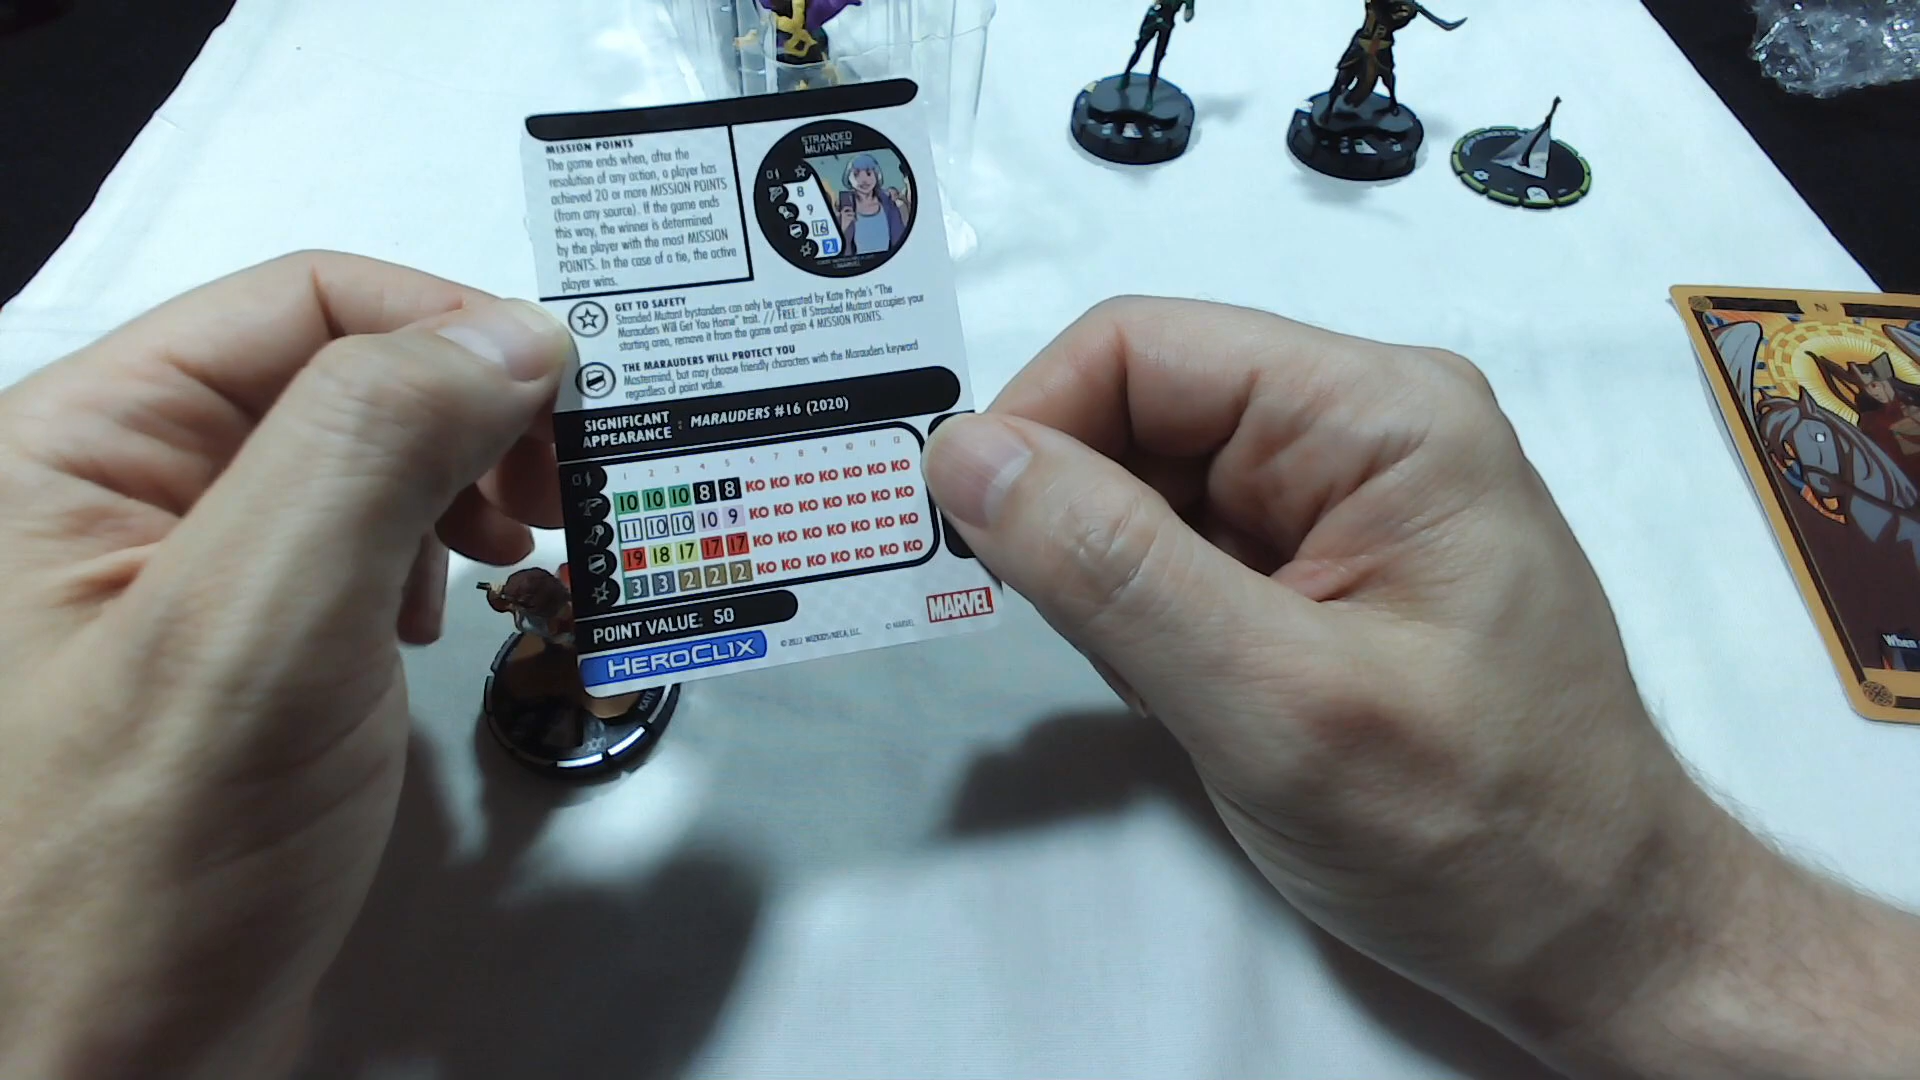 MISSION POINTS
The game ends when, after the
resolution of any action, a player has
achieved 20 or more MISSION POINTS
(from any source). If the game ends
this way, the winner is determined
by the player with the most MISSION
POINTS. In the case of a tie, the active
player wins.
STRANDED
MUTANT™
8
9
16
2
GET TO SAFETY
Stranded Mutant bystanders can only be generated by Kate Pryde's "The
Marauders Will Get You Home" trait. // FREE: If Stranded Mutant occupies your
starting area, remove it from the game and gain 4 MISSION POINTS.
THE MARAUDERS WILL PROTECT YOU
Mastermind, but may choose friendly characters with the Marauders keyword
regardless of point value.
SIGNIFICANT
APPEARANCE : MARAUDERS #16 (2020)
1 2 3 4 5 6 7 8 9 10 11 12
10 10 10 8 8 KO KO KO KO KO KO KO
11 10 10 10 9 KO KO KO KO KO KO KO
19 18 17 17 17 KO KO KO KO KO KO KO
3 3 2 2 2 KO KO KO KO KO KO KO
POINT VALUE: 50
HEROCLIX
© 2022 WIZKIDS/NECA, LLC.
© MARVEL
MARVEL
KATE
N
When